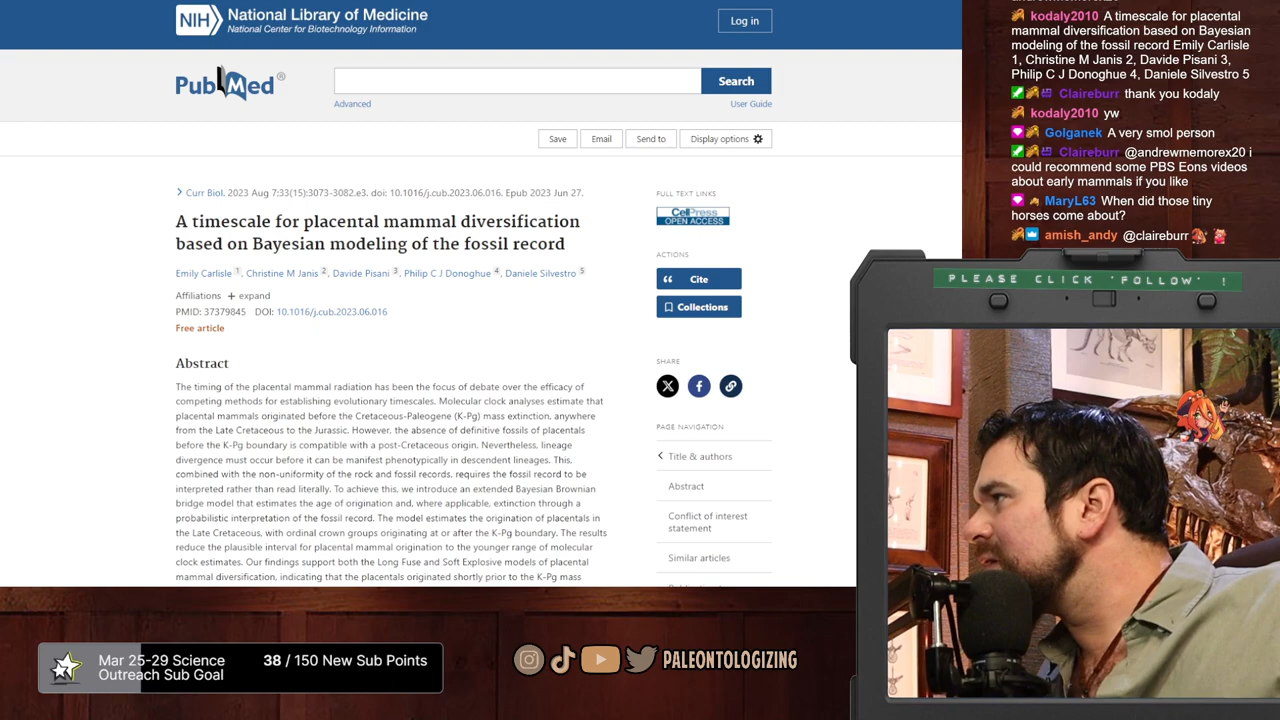 NIH
National Library of Medicine
National Center for Biotechnology Information
Log in
PubMed®
Search
Advanced
User Guide
Save
Email
Send to
Display options
Curr Biol. 2023 Aug 7:33(15):3073-3082.e3. doi: 10.1016/j.cub.2023.06.016. Epub 2023 Jun 27.
A timescale for placental mammal diversification
based on Bayesian modeling of the fossil record
Emily Carlisle 1, Christine M Janis 2, Davide Pisani 3, Philip C J Donoghue 4, Daniele Silvestro 5
Affiliations + expand
PMID: 37379845 DOI: 10.1016/j.cub.2023.06.016
Free article
Abstract
The timing of the placental mammal radiation has been the focus of debate over the efficacy of
competing methods for establishing evolutionary timescales. Molecular clock analyses estimate that
placental mammals originated before the Cretaceous-Paleogene (K-Pg) mass extinction, anywhere
from the Late Cretaceous to the Jurassic. However, the absence of definitive fossils of placentals
before the K-Pg boundary is compatible with a post-Cretaceous origin. Nevertheless, lineage
divergence must occur before it can be manifest phenotypically in descendent lineages. This,
combined with the non-uniformity of the rock and fossil records, requires the fossil record to be
interpreted rather than read literally. To achieve this, we introduce an extended Bayesian Brownian
bridge model that estimates the age of origination and, where applicable, extinction through a
probabilistic interpretation of the fossil record. The model estimates the origination of placentals in
the Late Cretaceous, with ordinal crown groups originating at or after the K-Pg boundary. The results
reduce the plausible interval for placental mammal origination to the younger range of molecular
clock estimates. Our findings support both the Long Fuse and Soft Explosive models of placental
mammal diversification, indicating that the placentals originated shortly prior to the K-Pg mass
FULL TEXT LINKS
CellPress
OPEN ACCESS
ACTIONS
Cite
Collections
SHARE
PAGE NAVIGATION
Title & authors
Abstract
Conflict of interest
statement
Similar articles
kodaly2010 A timescale for placental
mammal diversification based on Bayesian
modeling of the fossil record Emily Carlisle
1, Christine M Janis 2, Davide Pisani 3,
Philip C J Donoghue 4, Daniele Silvestro 5
Claireburr thank you kodaly
kodaly2010 yw
Golganek A very smol person
Claireburr @andrewmemorex20 i
could recommend some PBS Eons videos
about early mammals if you like
MaryL63 When did those tiny
horses come about?
amish_andy @claireburr
PLEASE CLICK 'FOLLOW' !
Mar 25-29 Science
Outreach Sub Goal
38 / 150 New Sub Points
PALEONTOLOGIZING